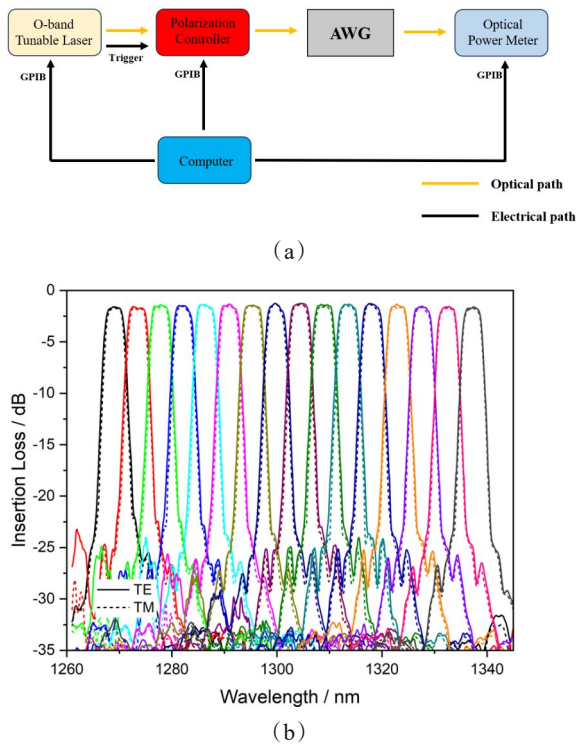 O-band
Tunable Laser
Polarization
Controller
AWG
Optical
Power Meter
Trigger
GPIB
GPIB
GPIB
Computer
Optical path
Electrical path
(a)
0
-5
-10
-15
-20
-25
-30
-35
Insertion Loss / dB
TE
TM
1260
1280
1300
1320
1340
Wavelength / nm
(b)